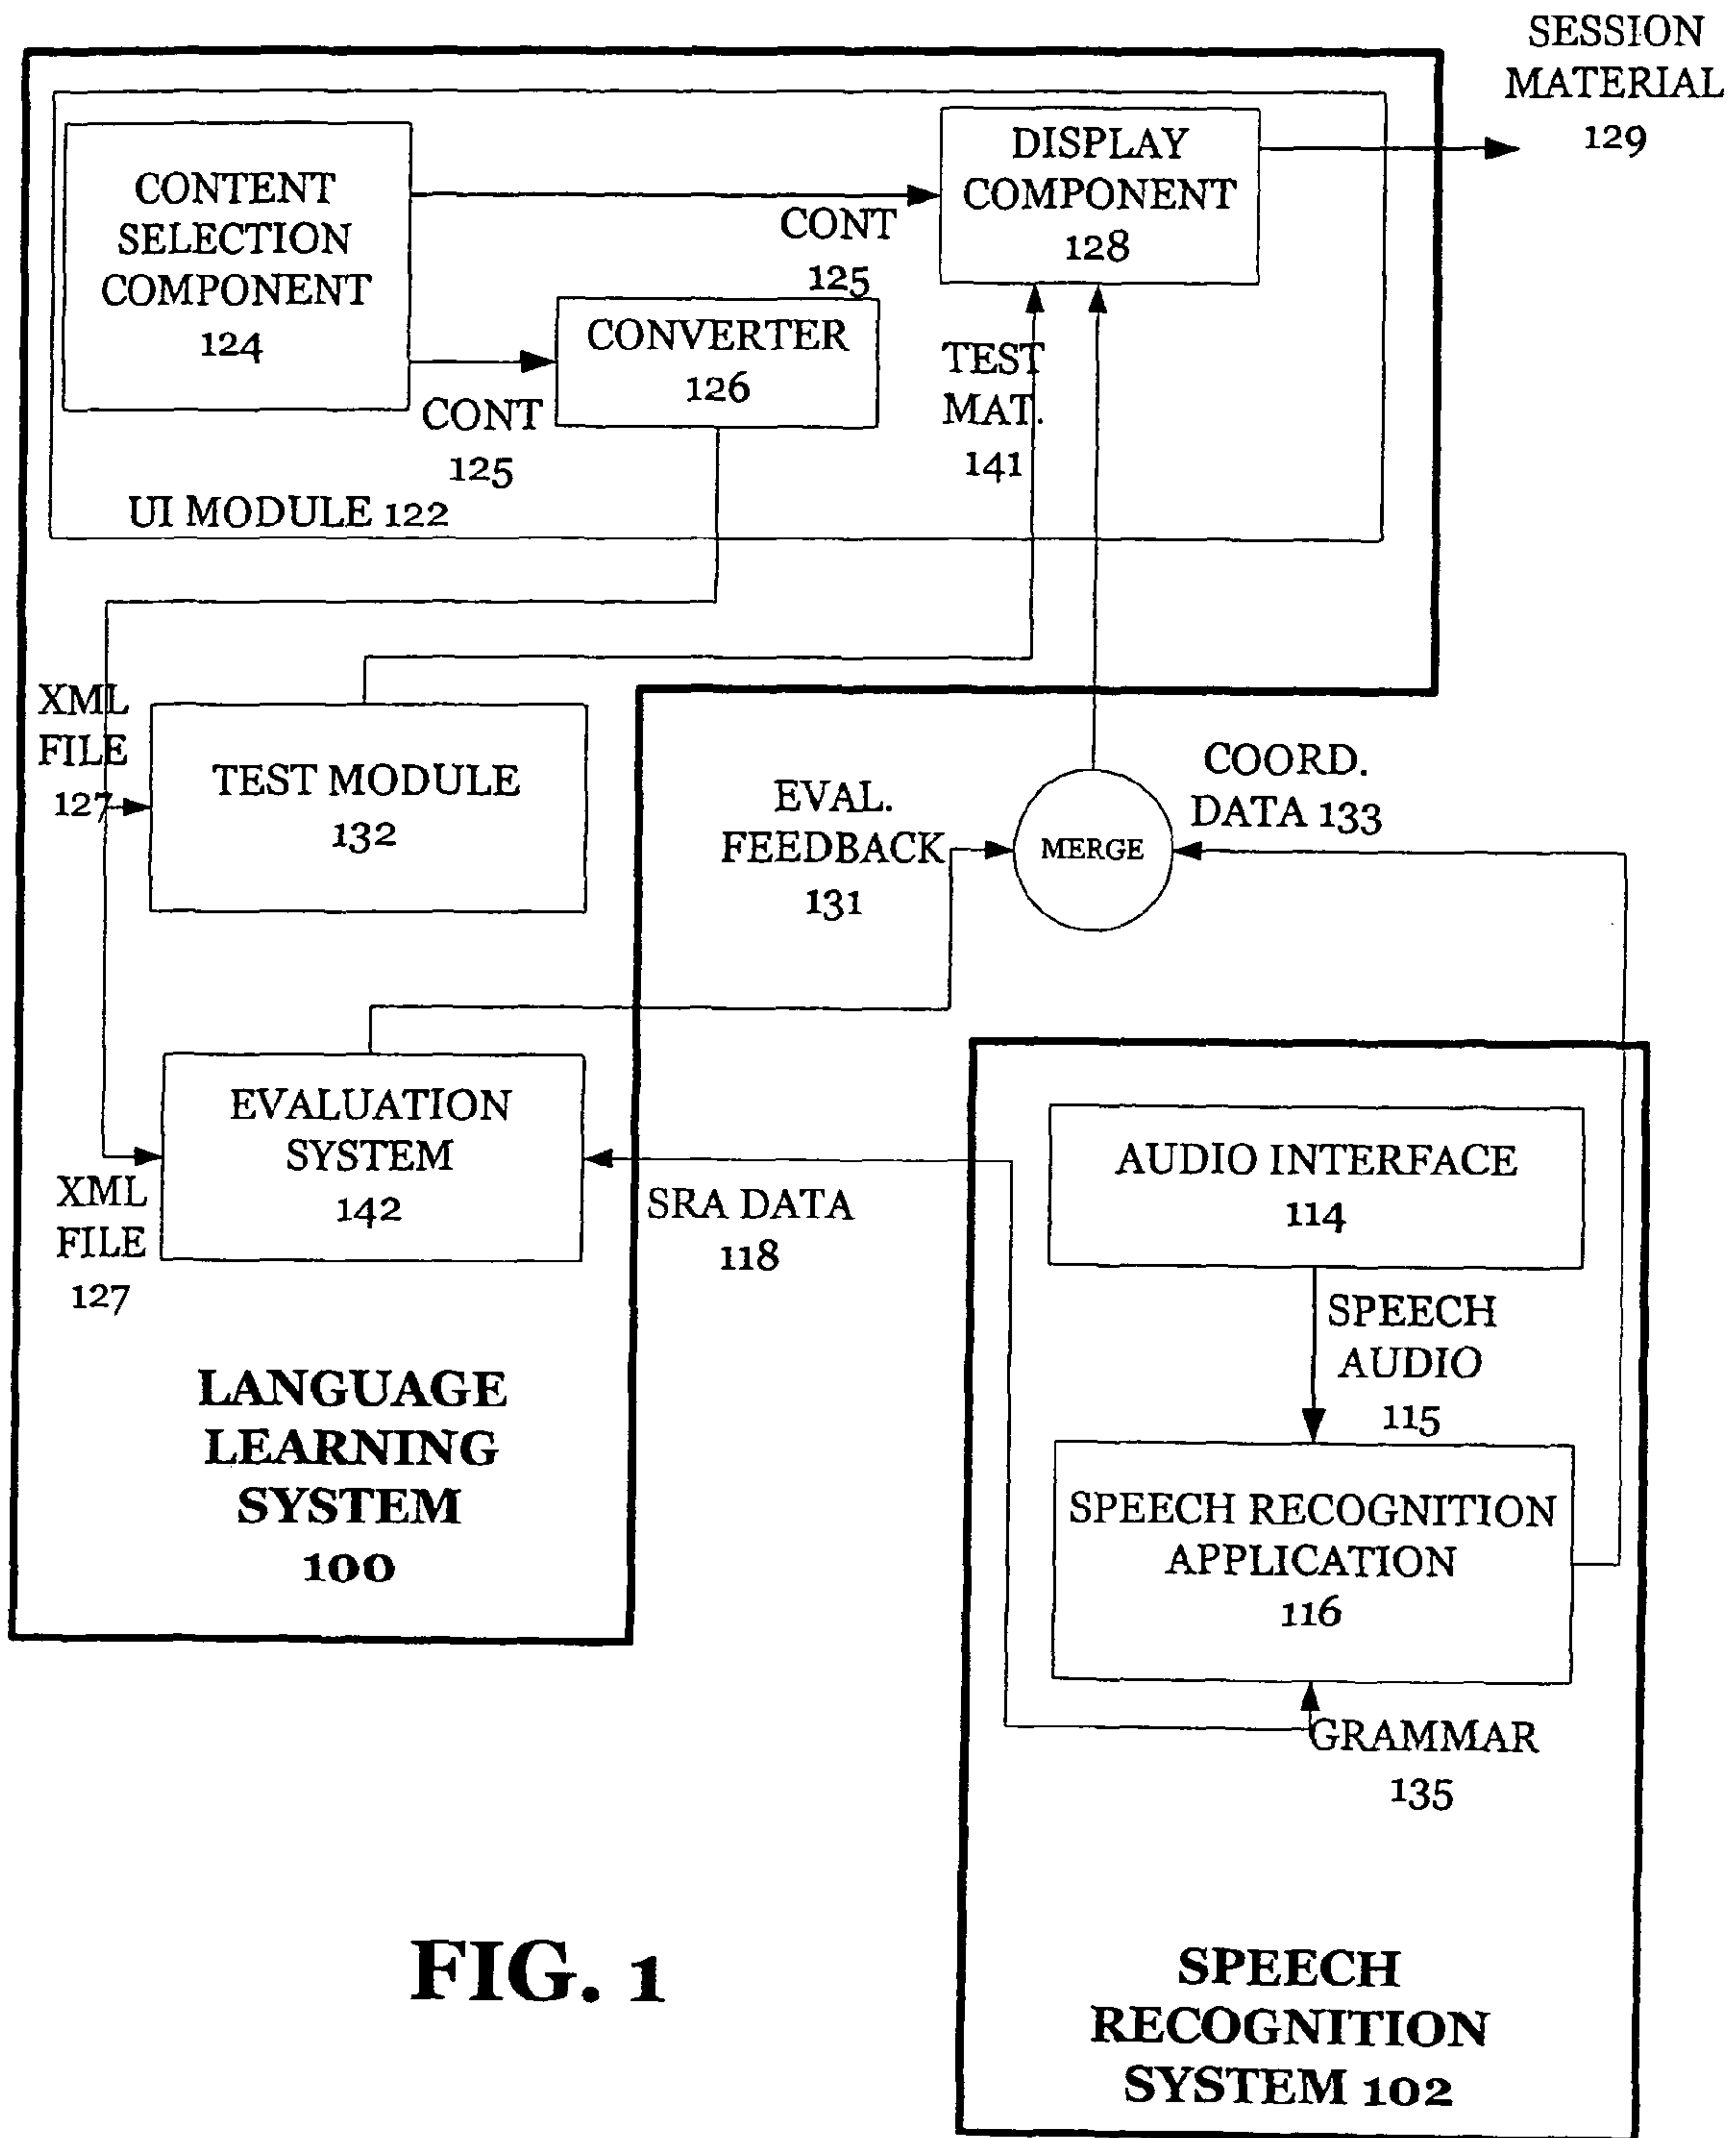 SESSION
MATERIAL
129
CONTENT
SELECTION
COMPONENT
124
DISPLAY
COMPONENT
128
CONT
125
CONVERTER
126
CONT
125
TEST
MAT.
141
UI MODULE 122
XML
FILE
127
TEST MODULE
132
EVAL.
FEEDBACK
131
MERGE
COORD.
DATA 133
EVALUATION
SYSTEM
142
XML
FILE
127
SRA DATA
118
AUDIO INTERFACE
114
SPEECH
AUDIO
115
SPEECH RECOGNITION
APPLICATION
116
GRAMMAR
135
LANGUAGE
LEARNING
SYSTEM
100
FIG. 1
SPEECH
RECOGNITION
SYSTEM 102